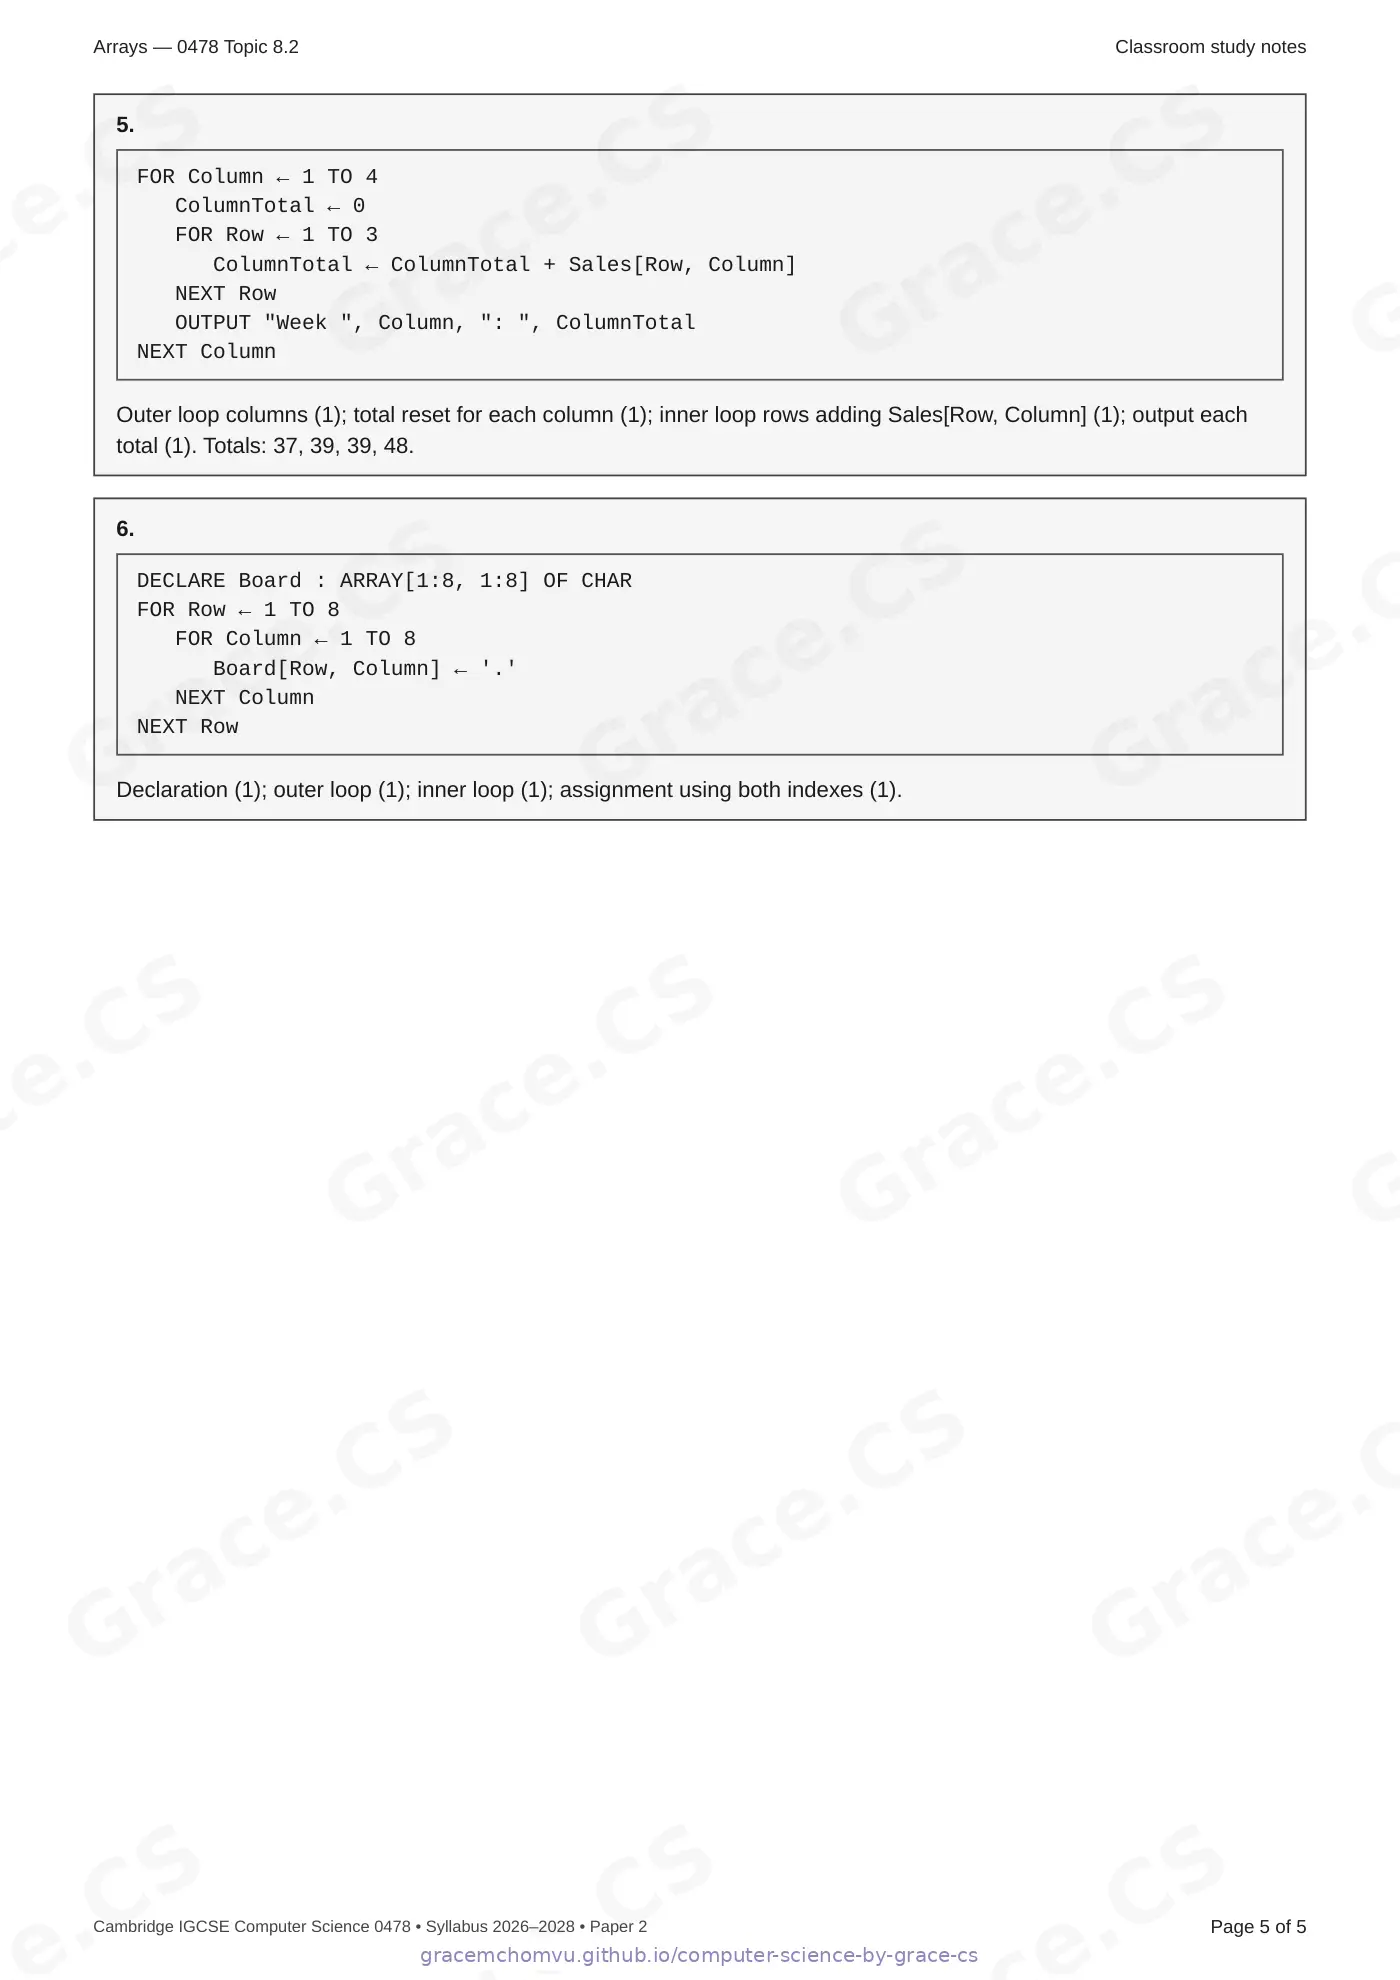 Arrays — 0478 Topic 8.2
Classroom study notes
5.
FOR Column ← 1 TO 4
   ColumnTotal ← 0
   FOR Row ← 1 TO 3
      ColumnTotal ← ColumnTotal + Sales[Row, Column]
   NEXT Row
   OUTPUT "Week ", Column, ": ", ColumnTotal
NEXT Column
Outer loop columns (1); total reset for each column (1); inner loop rows adding Sales[Row, Column] (1); output each
total (1). Totals: 37, 39, 39, 48.
6.
DECLARE Board : ARRAY[1:8, 1:8] OF CHAR
FOR Row ← 1 TO 8
   FOR Column ← 1 TO 8
      Board[Row, Column] ← '.'
   NEXT Column
NEXT Row
Declaration (1); outer loop (1); inner loop (1); assignment using both indexes (1).
Grace.CS
Cambridge IGCSE Computer Science 0478 • Syllabus 2026–2028 • Paper 2
Page 5 of 5
gracemchomvu.github.io/computer-science-by-grace-cs